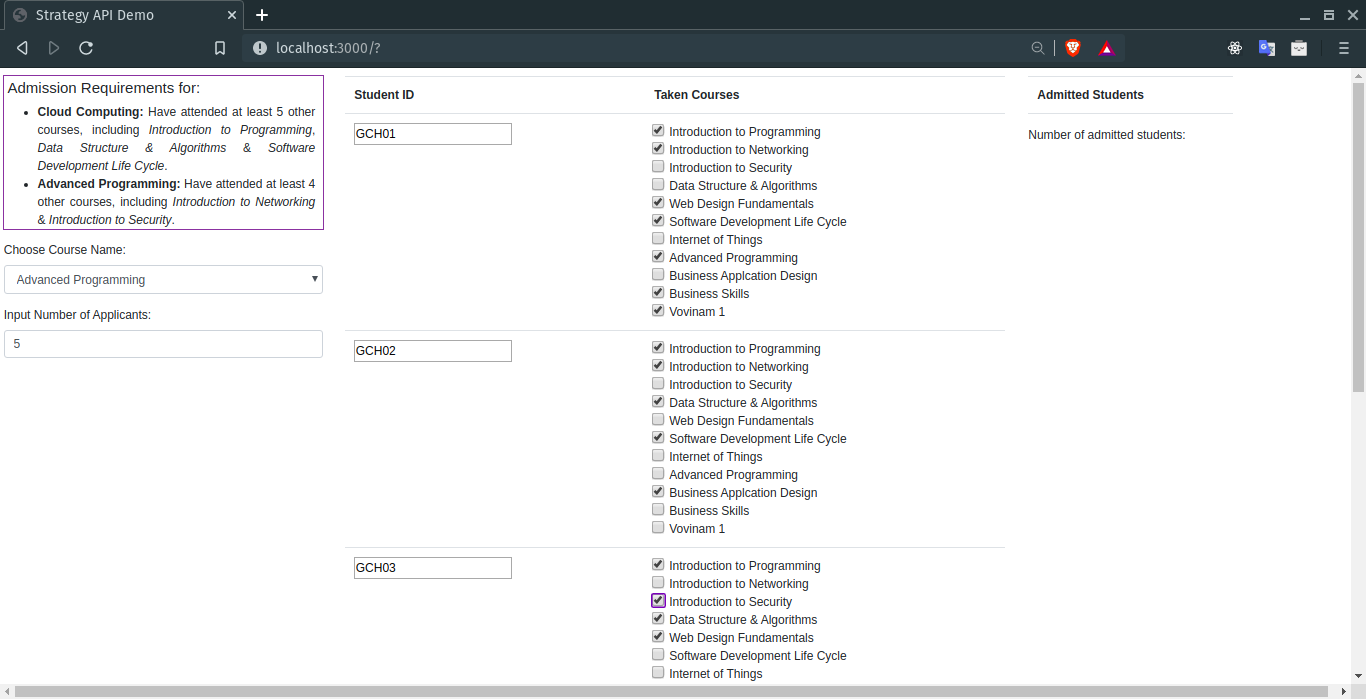 Strategy API Demo
localhost:3000/?
Admission Requirements for:
Cloud Computing: Have attended at least 5 other
courses, including Introduction to Programming,
Data Structure & Algorithms & Software
Development Life Cycle.
Advanced Programming: Have attended at least 4
other courses, including Introduction to Networking
& Introduction to Security.
Choose Course Name:
Advanced Programming
Input Number of Applicants:
5
Student ID
Taken Courses
GCH01
Introduction to Programming
Introduction to Networking
Introduction to Security
Data Structure & Algorithms
Web Design Fundamentals
Software Development Life Cycle
Internet of Things
Advanced Programming
Business Applcation Design
Business Skills
Vovinam 1
GCH02
Introduction to Programming
Introduction to Networking
Introduction to Security
Data Structure & Algorithms
Web Design Fundamentals
Software Development Life Cycle
Internet of Things
Advanced Programming
Business Applcation Design
Business Skills
Vovinam 1
GCH03
Introduction to Programming
Introduction to Networking
Introduction to Security
Data Structure & Algorithms
Web Design Fundamentals
Software Development Life Cycle
Internet of Things
Admitted Students
Number of admitted students: